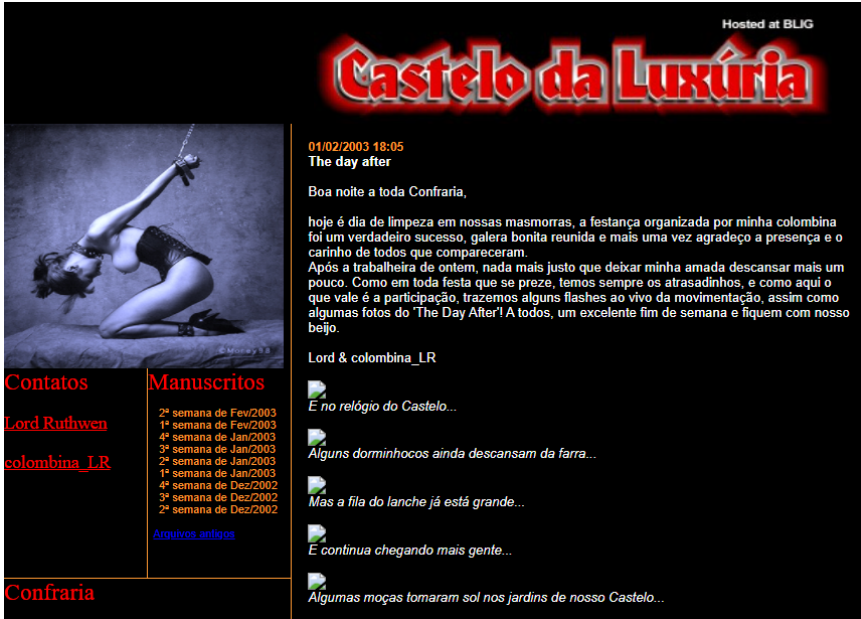 Hosted at BLIG
Castelo da Luxúria
01/02/2003 18:05
The day after
Boa noite a toda Confraria,
hoje é dia de limpeza em nossas masmorras, a festança organizada por minha colombina
foi um verdadeiro sucesso, galera bonita reunida e mais uma vez agradeço a presença e o
carinho de todos que compareceram.
Após a trabalheira de ontem, nada mais justo que deixar minha amada descansar mais um
pouco. Como em toda festa que se preze, temos sempre os atrasadinhos, e como aqui o
que vale é a participação, trazemos alguns flashes ao vivo da movimentação, assim como
algumas fotos do 'The Day After'! A todos, um excelente fim de semana e fiquem com nosso
beijo.
Lord & colombina_LR
E no relógio do Castelo...
Alguns dorminhocos ainda descansam da farra...
Mas a fila do lanche já está grande...
E continua chegando mais gente...
Algumas moças tomaram sol nos jardins de nosso Castelo...
Contatos
Lord Ruthwen
colombina_LR
Manuscritos
2ª semana de Fev/2003
1ª semana de Fev/2003
4ª semana de Jan/2003
3ª semana de Jan/2003
2ª semana de Jan/2003
1ª semana de Jan/2003
4ª semana de Dez/2002
3ª semana de Dez/2002
2ª semana de Dez/2002
Arquivos antigos
Confraria